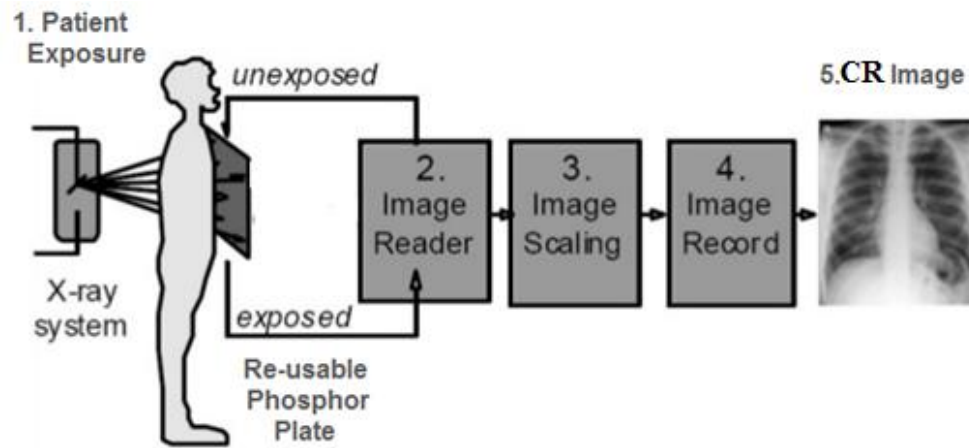 1. Patient
Exposure
unexposed
5.CR Image
2.
Image
Reader
3.
Image
Scaling
4.
Image
Record
X-ray
system
exposed
Re-usable
Phosphor
Plate